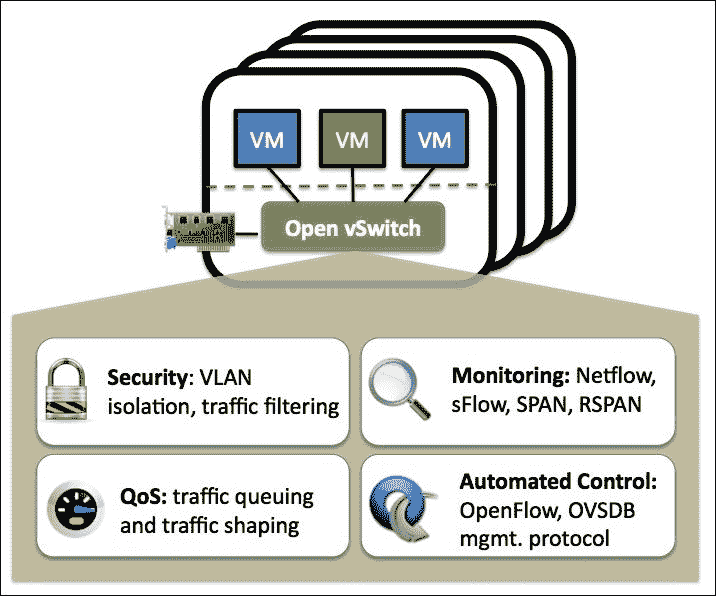 VM VM VM
Open vSwitch
Security: VLAN
isolation, traffic filtering
Monitoring: Netflow,
sFlow, SPAN, RSPAN
QoS: traffic queuing
and traffic shaping
Automated Control:
OpenFlow, OVSDB
mgmt. protocol